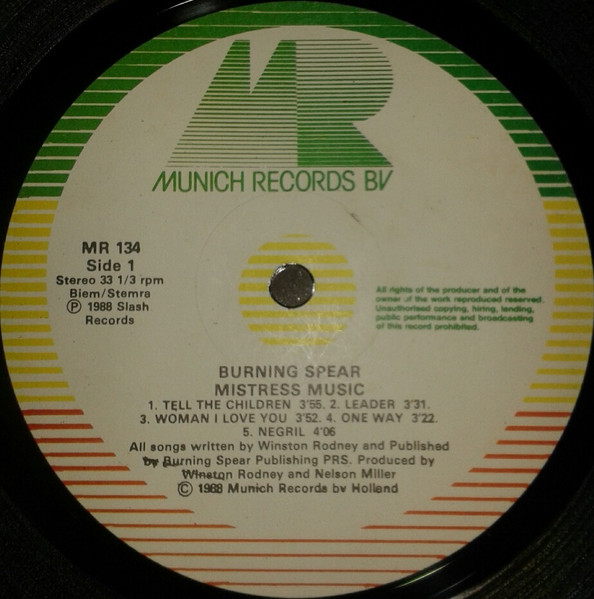 MR
MUNICH RECORDS BV
MR 134
Side 1
Stereo 33 1/3 rpm
Biem/Stemra
Ⓟ 1988 Slash
Records
All rights of the producer and of the
owner of the work reproduced reserved.
Unauthorised copying, hiring, lending,
public performance and broadcasting
of this record prohibited.
BURNING SPEAR
MISTRESS MUSIC
1. TELL THE CHILDREN 3'55. 2. LEADER 3'31.
3. WOMAN I LOVE YOU 3'52. 4. ONE WAY 3'22.
5. NEGRIL 4'06
All songs written by Winston Rodney and Published
by Burning Spear Publishing PRS. Produced by
Winston Rodney and Nelson Miller
© 1988 Munich Records bv Holland